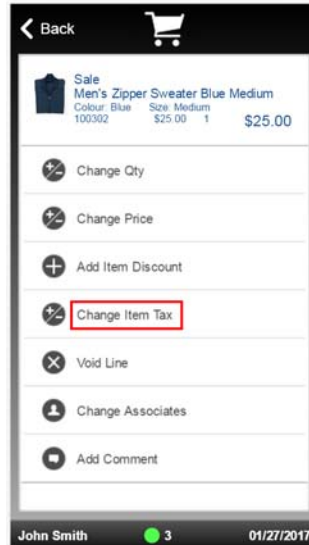 Back
Sale
Men's Zipper Sweater Blue Medium
Colour: Blue Size: Medium
100302 $25.00 1 $25.00
Change Qty
Change Price
Add Item Discount
Change Item Tax
Void Line
Change Associates
Add Comment
John Smith 3 01/27/2017